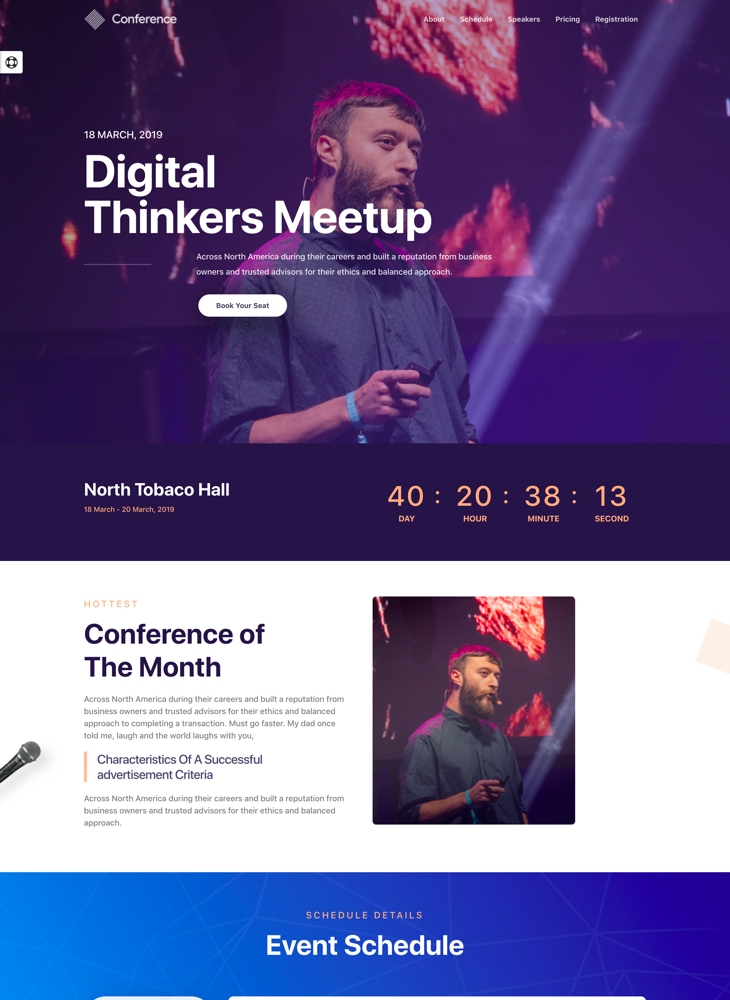 Conference
About Schedule Speakers Pricing Registration
18 MARCH, 2019
Digital
Thinkers Meetup
Across North America during their careers and built a reputation from business
owners and trusted advisors for their ethics and balanced approach.
Book Your Seat
North Tobaco Hall
18 March - 20 March, 2019
40 : 20 : 38 : 13
DAY HOUR MINUTE SECOND
HOTTEST
Conference of
The Month
Across North America during their careers and built a reputation from
business owners and trusted advisors for their ethics and balanced
approach to completing a transaction. Must go faster. My dad once
told me, laugh and the world laughs with you,
Characteristics Of A Successful
advertisement Criteria
Across North America during their careers and built a reputation from
business owners and trusted advisors for their ethics and balanced
approach.
SCHEDULE DETAILS
Event Schedule